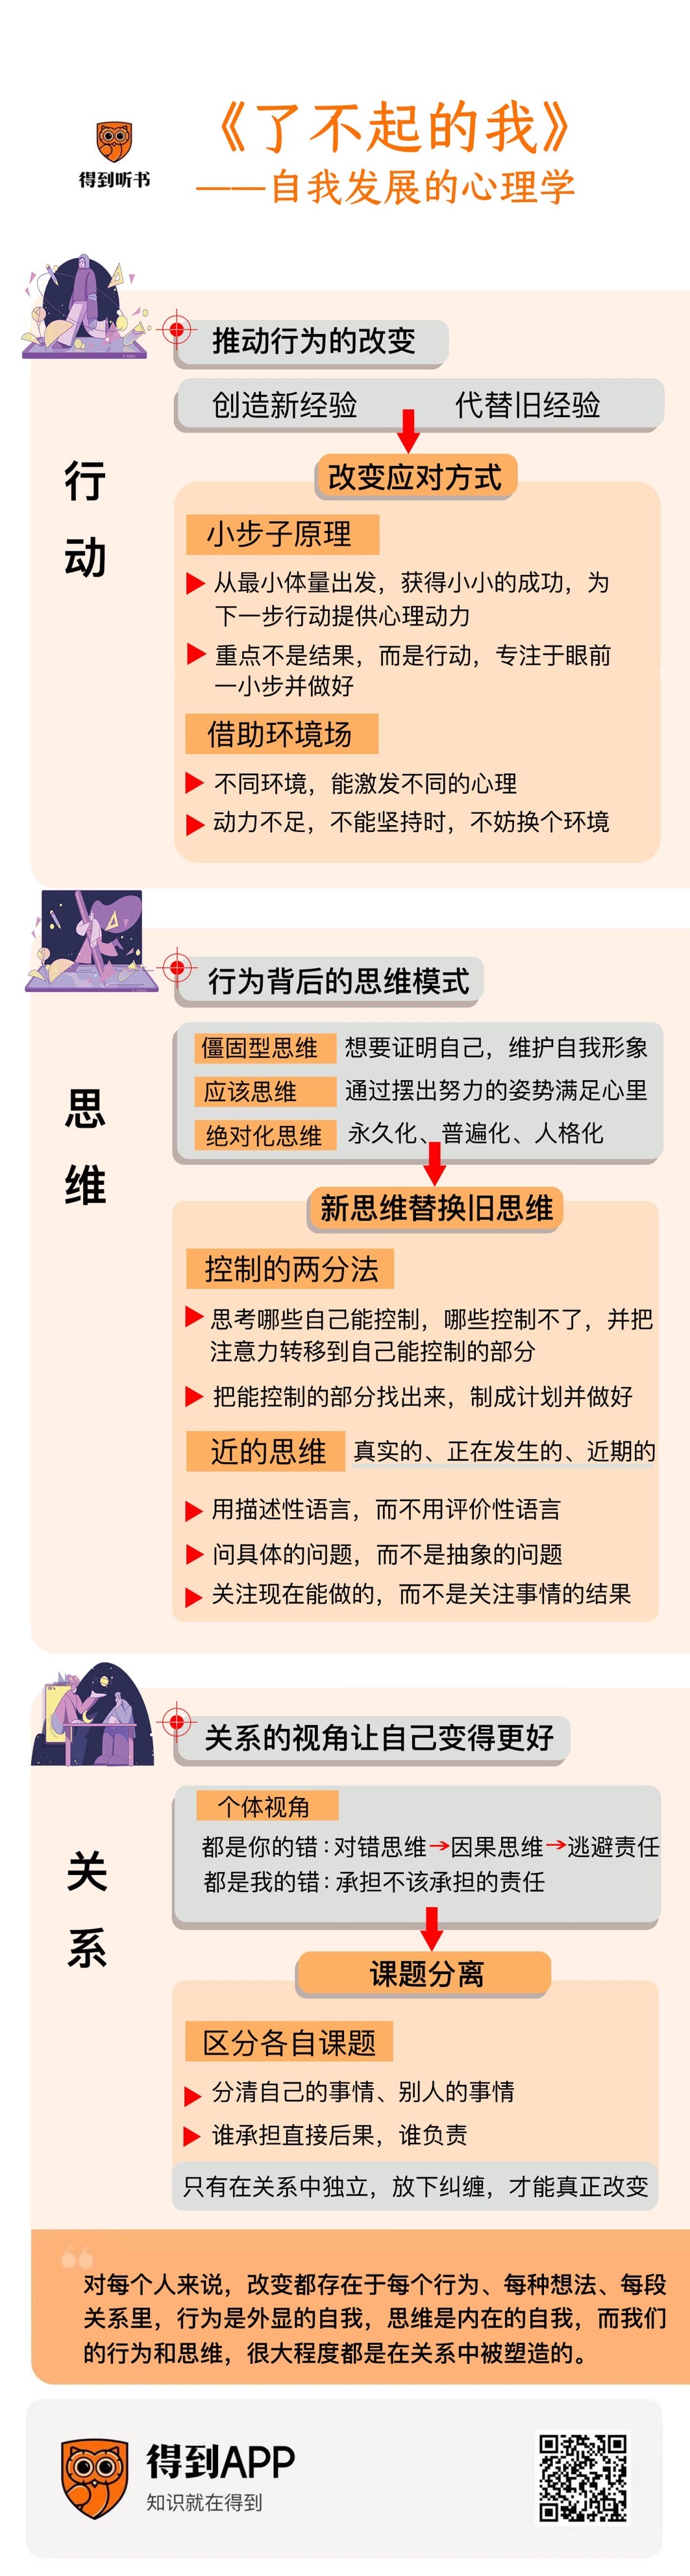 《了不起的我》
得到听书
——自我发展的心理学
推动行为的改变
创造新经验 代替旧经验
行动
改变应对方式
小步子原理
从最小体量出发，获得小小的成功，为
下一步行动提供心理动力
重点不是结果，而是行动，专注于眼前
一小步并做好
借助环境场
不同环境，能激发不同的心理
动力不足，不能坚持时，不妨换个环境
行为背后的思维模式
僵固型思维 想要证明自己，维护自我形象
应该思维 通过摆出努力的姿势满足心里
绝对化思维 永久化、普遍化、人格化
思维
新思维替换旧思维
控制的两分法
思考哪些自己能控制，哪些控制不了，并把
注意力转移到自己能控制的部分
把能控制的部分找出来，制成计划并做好
近的思维 真实的、正在发生的、近期的
用描述性语言，而不用评价性语言
问具体的问题，而不是抽象的问题
关注现在能做的，而不是关注事情的结果
关系的视角让自己变得更好
个体视角
都是你的错：对错思维→因果思维→逃避责任
都是我的错：承担不该承担的责任
关系
课题分离
区分各自课题
分清自己的事情、别人的事情
谁承担直接后果，谁负责
只有在关系中独立，放下纠缠，才能真正改变
对每个人来说，改变都存在于每个行为、每种想法、每段
关系里，行为是外显的自我，思维是内在的自我，而我们
的行为和思维，很大程度都是在关系中被塑造的。
得到APP
知识就在得到